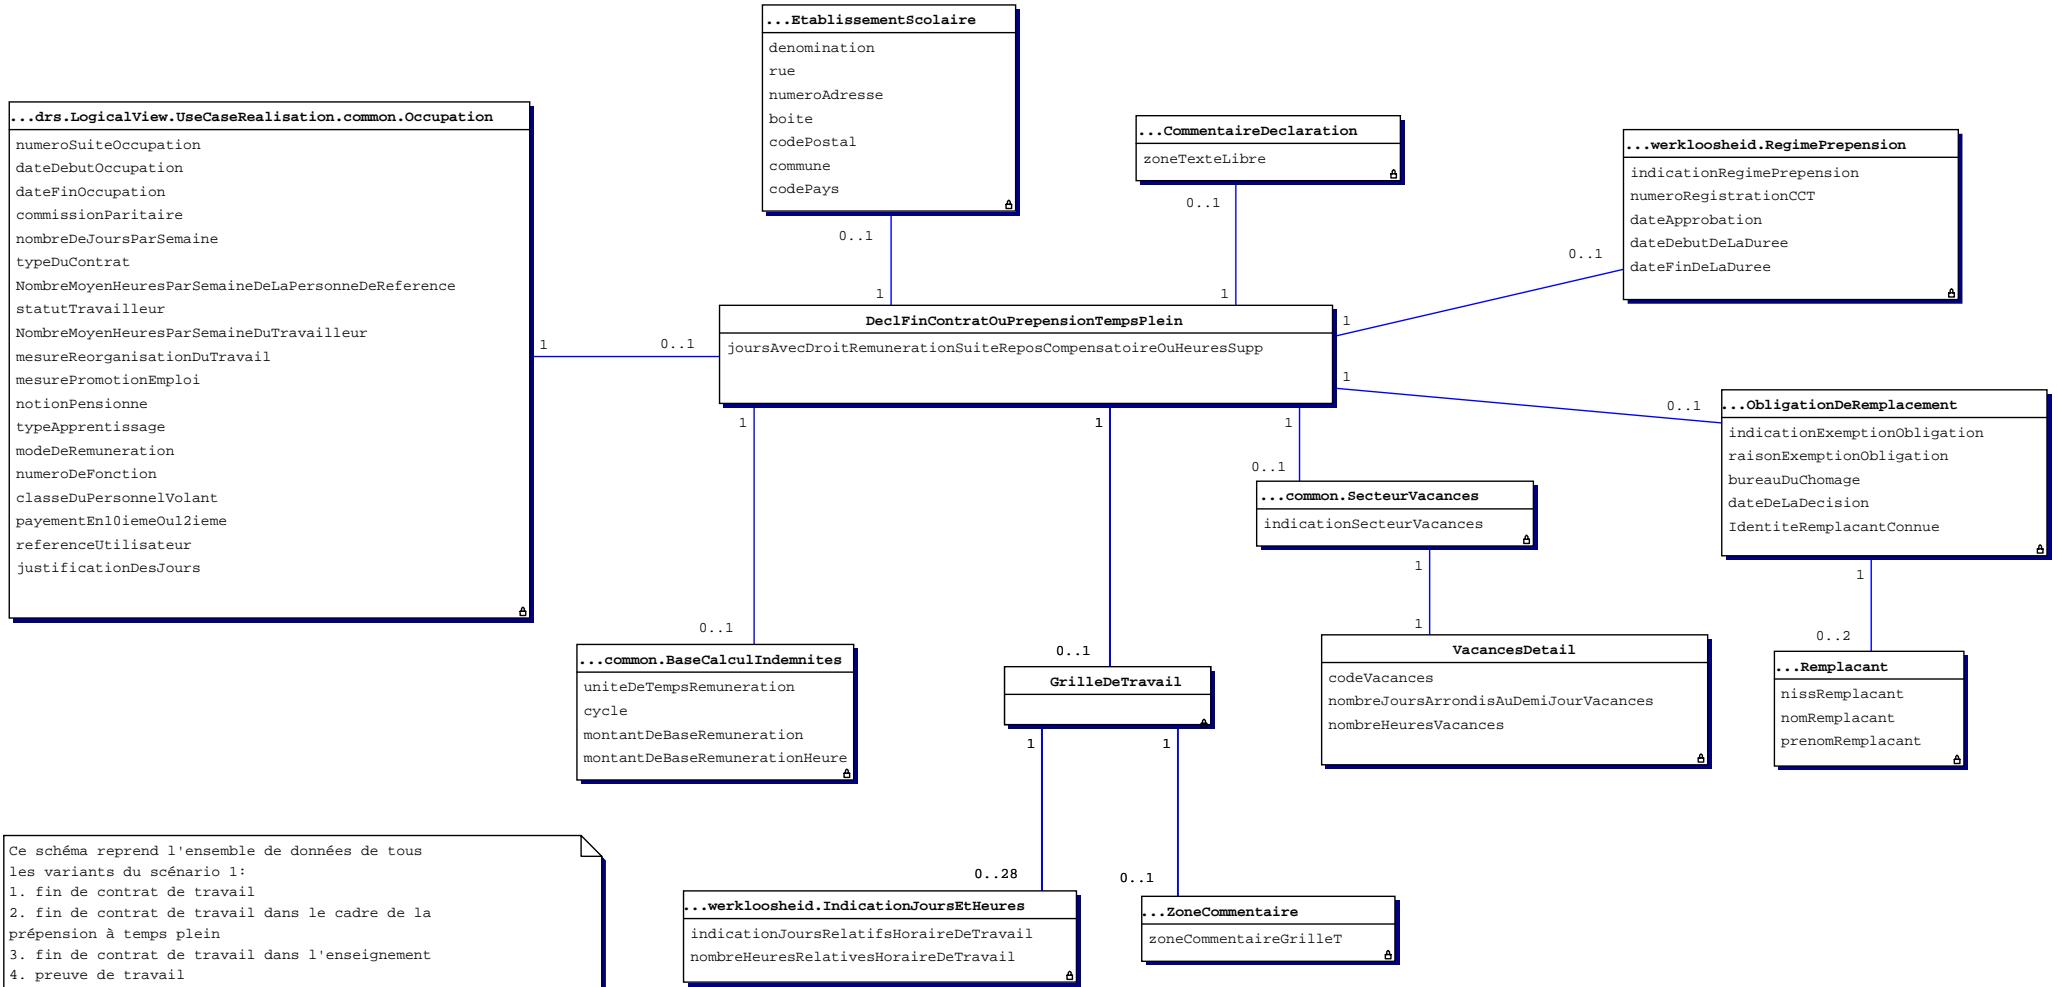 ...EtablissementScolaire
denomination
rue
numeroAdresse
boite
codePostal
commune
codePays
0..1
1
...drs.LogicalView.UseCaseRealisation.common.Occupation
numeroSuiteOccupation
dateDebutOccupation
dateFinOccupation
commissionParitaire
nombreDeJoursParSemaine
typeDuContrat
NombreMoyenHeuresParSemaineDeLaPersonneDeReference
statutTravailleur
NombreMoyenHeuresParSemaineDuTravailleur
mesureReorganisationDuTravail
mesurePromotionEmploi
notionPensionne
typeApprentissage
modeDeRemuneration
numeroDeFonction
classeDuPersonnelVolant
payementEn10iemeOu12ieme
referenceUtilisateur
justificationDesJours
1
0..1
...CommentaireDeclaration
zoneTexteLibre
0..1
1
...werkloosheid.RegimePrepension
indicationRegimePrepension
numeroRegistrationCCT
dateApprobation
dateDebutDeLaDuree
dateFinDeLaDuree
0..1
1
DeclFinContratOuPrepensionTempsPlein
joursAvecDroitRemunerationSuiteReposCompensatoireOuHeuresSupp
1
0..1
...ObligationDeRemplacement
indicationExemptionObligation
raisonExemptionObligation
bureauDuChomage
dateDeLaDecision
IdentiteRemplacantConnue
1
0..2
...Remplacant
nissRemplacant
nomRemplacant
prenomRemplacant
1
0..1
...common.SecteurVacances
indicationSecteurVacances
1
1
VacancesDetail
codeVacances
nombreJoursArrondisAuDemiJourVacances
nombreHeuresVacances
1
0..1
...common.BaseCalculIndemnites
uniteDeTempsRemuneration
cycle
montantDeBaseRemuneration
montantDeBaseRemunerationHeure
1
0..1
GrilleDeTravail
1
0..28
...werkloosheid.IndicationJoursEtHeures
indicationJoursRelatifsHoraireDeTravail
nombreHeuresRelativesHoraireDeTravail
1
0..1
...ZoneCommentaire
zoneCommentaireGrilleT
Ce schéma reprend l'ensemble de données de tous
les variants du scénario 1:
1. fin de contrat de travail
2. fin de contrat de travail dans le cadre de la
prépension à temps plein
3. fin de contrat de travail dans l'enseignement
4. preuve de travail